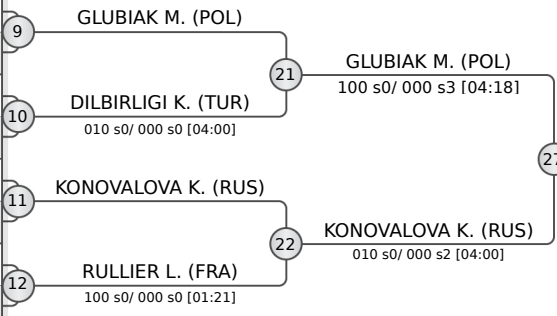 9
GLUBIAK M. (POL)
21
GLUBIAK M. (POL)
100 s0/ 000 s3 [04:18]
10
DILBIRLIGI K. (TUR)
010 s0/ 000 s0 [04:00]
27
11
KONOVALOVA K. (RUS)
22
KONOVALOVA K. (RUS)
010 s0/ 000 s2 [04:00]
12
RULLIER L. (FRA)
100 s0/ 000 s0 [01:21]